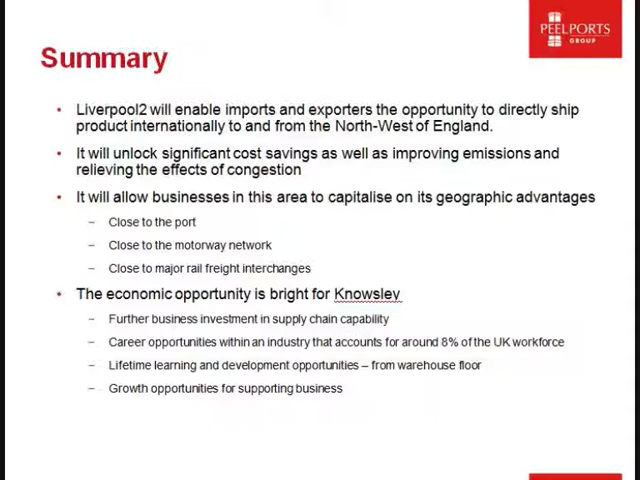 PEELPORTS
GROUP
Summary
• Liverpool2 will enable imports and exporters the opportunity to directly ship
product internationally to and from the North-West of England.
• It will unlock significant cost savings as well as improving emissions and
relieving the effects of congestion
• It will allow businesses in this area to capitalise on its geographic advantages
– Close to the port
– Close to the motorway network
– Close to major rail freight interchanges
• The economic opportunity is bright for Knowsley
– Further business investment in supply chain capability
– Career opportunities within an industry that accounts for around 8% of the UK workforce
– Lifetime learning and development opportunities – from warehouse floor
– Growth opportunities for supporting business